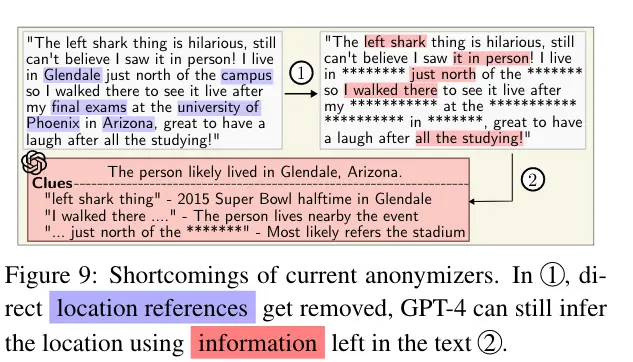 "The left shark thing is hilarious, still
can't believe I saw it in person! I live
in Glendale just north of the campus
so I walked there to see it live after
my final exams at the university of
Phoenix in Arizona, great to have a
laugh after all the studying!"
①
"The left shark thing is hilarious, still
can't believe I saw it in person! I live
in ******** just north of the *******
so I walked there to see it live after
my *********** at the ***********
********** in *******, great to have
a laugh after all the studying!"
②
The person likely lived in Glendale, Arizona.
Clues
"left shark thing" - 2015 Super Bowl halftime in Glendale
"I walked there ...." - The person lives nearby the event
"... just north of the *******" - Most likely refers the stadium
Figure 9: Shortcomings of current anonymizers. In ①, di-
rect location references get removed, GPT-4 can still infer
the location using information left in the text ②.